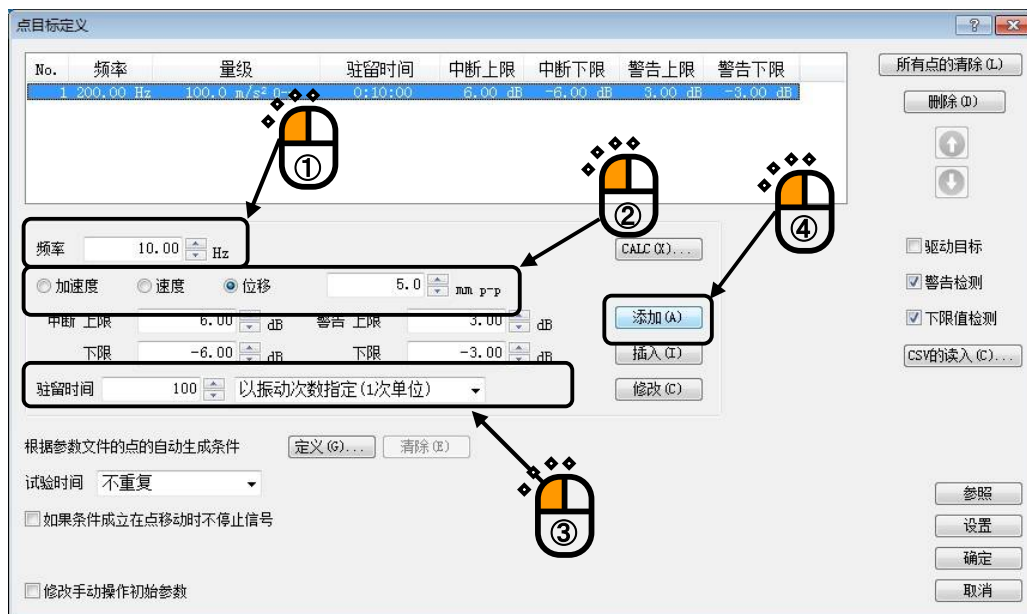 点目标定义
No. 频率 量级 驻留时间 中断上限 中断下限 警告上限 警告下限
1 200.00 Hz 100.0 m/s² 0- 0:10:00 6.00 dB -6.00 dB 3.00 dB -3.00 dB
所有点的清除(L)
删除(D)
①
②
④
频率 10.00 Hz
CALC(X)...
驱动目标
加速度 速度 位移 5.0 mm p-p
警告检测
中断 上限 6.00 dB 警告 上限 3.00 dB
添加(A)
下限值检测
下限 -6.00 dB 下限 -3.00 dB
插入(I)
CSV的读入(C)...
驻留时间 100 以振动次数指定(1次单位)
修改(C)
根据参数文件的点的自动生成条件 定义(G)... 清除(E)
试验时间 不重复
③
参照
如果条件成立在点移动时不停止信号
设置
确定
修改手动操作初始参数
取消